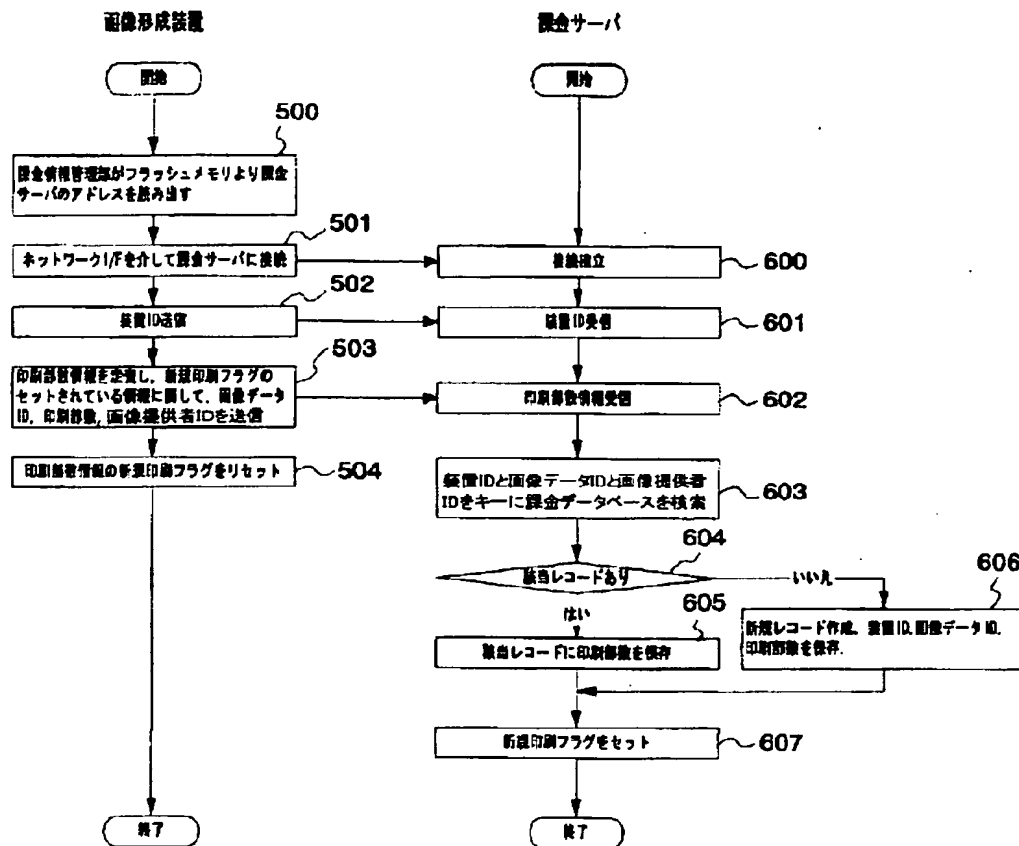 画像形成装置
課金サーバ
開始
開始
500
課金情報管理部がフラッシュメモリより課金
サーバのアドレスを読み出す
501
ネットワークI/Fを介して課金サーバに接続
接続確立
600
502
装置ID送信
装置ID受信
601
503
印刷部数情報を走査し、新規印刷フラグの
セットされている情報に関して、画像データ
ID, 印刷部数, 画像提供者IDを送信
印刷部数情報受信
602
印刷部数情報の新規印刷フラグをリセット
504
装置IDと画像データIDと画像提供者
IDをキーに課金データベースを検索
603
604
該当レコードあり
いいえ
606
はい
605
該当レコードに印刷部数を保存
新規レコード作成、装置ID,画像データID,
印刷部数を保存.
新規印刷フラグをセット
607
終了
終了